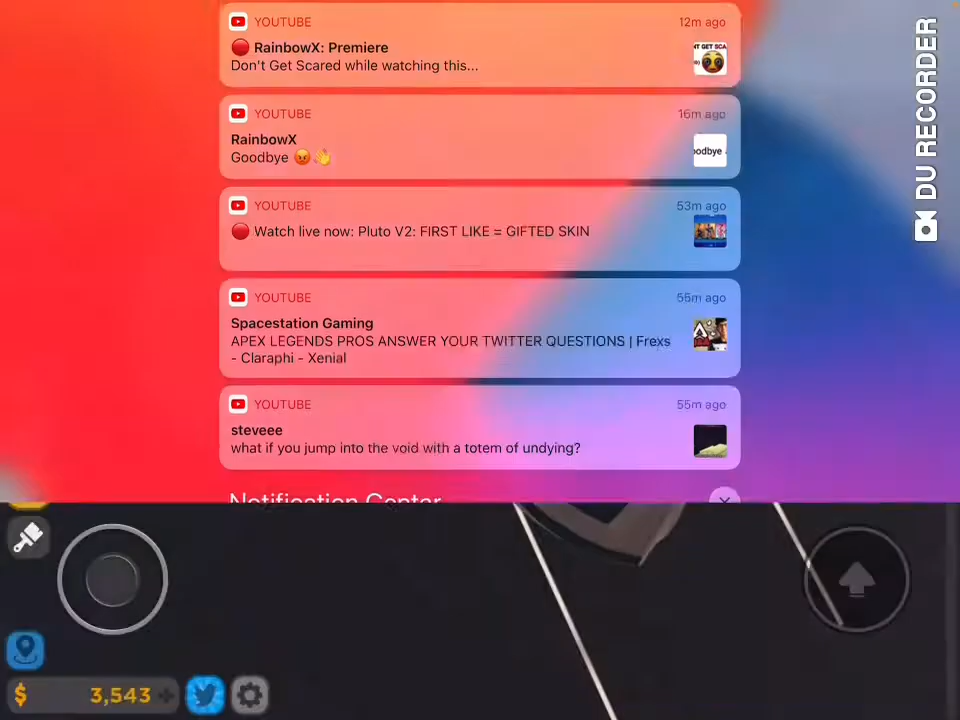 YOUTUBE 12m ago
🔴 RainbowX: Premiere
Don't Get Scared while watching this...
YOUTUBE 16m ago
RainbowX
Goodbye 😡👋
YOUTUBE 53m ago
🔴 Watch live now: Pluto V2: FIRST LIKE = GIFTED SKIN
YOUTUBE 55m ago
Spacestation Gaming
APEX LEGENDS PROS ANSWER YOUR TWITTER QUESTIONS | Frexs
- Claraphi - Xenial
YOUTUBE 55m ago
steveee
what if you jump into the void with a totem of undying?
Notification Center
$ 3,543 +
DU RECORDER